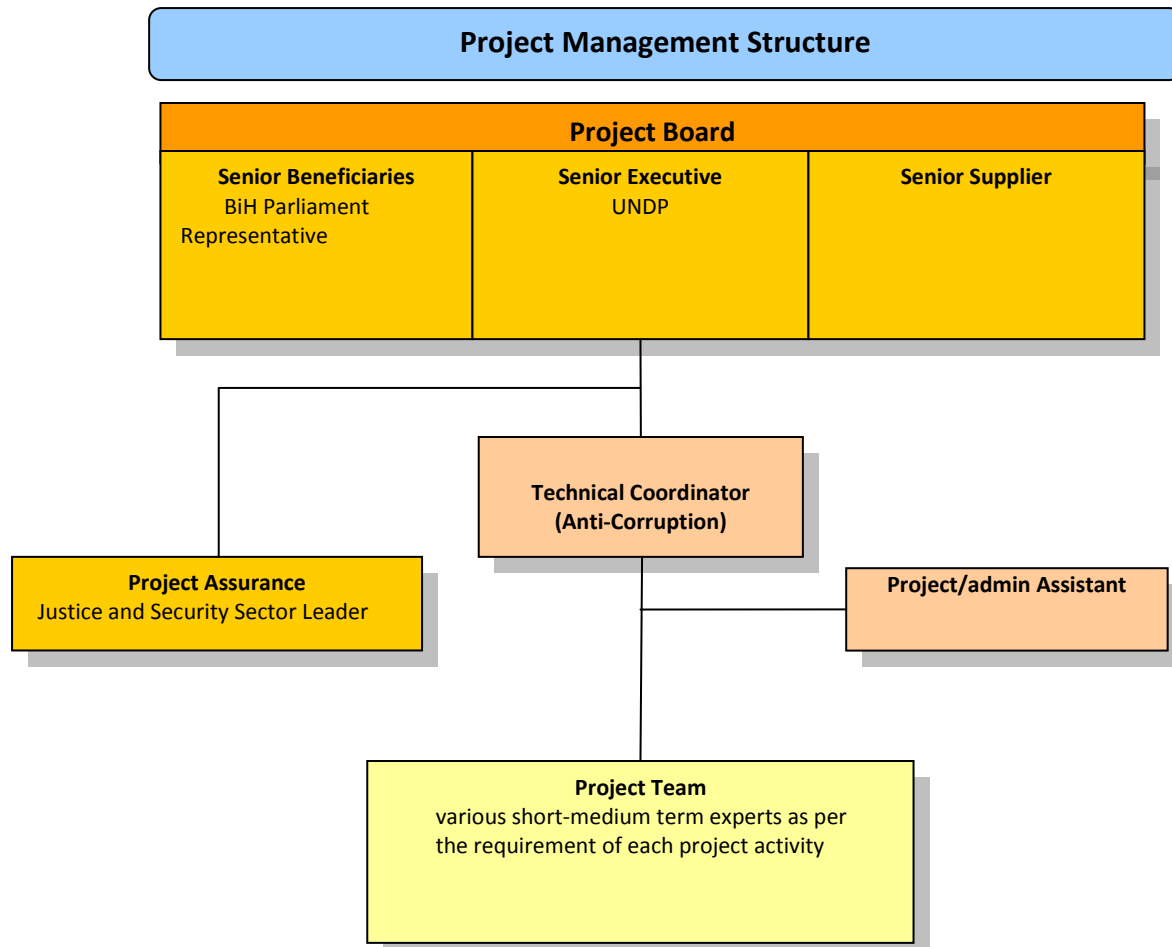 Project Management Structure
Project Board
Senior Beneficiaries
BiH Parliament
Representative
Senior Executive
UNDP
Senior Supplier
Technical Coordinator
(Anti-Corruption)
Project Assurance
Justice and Security Sector Leader
Project/admin Assistant
Project Team
various short-medium term experts as per
the requirement of each project activity